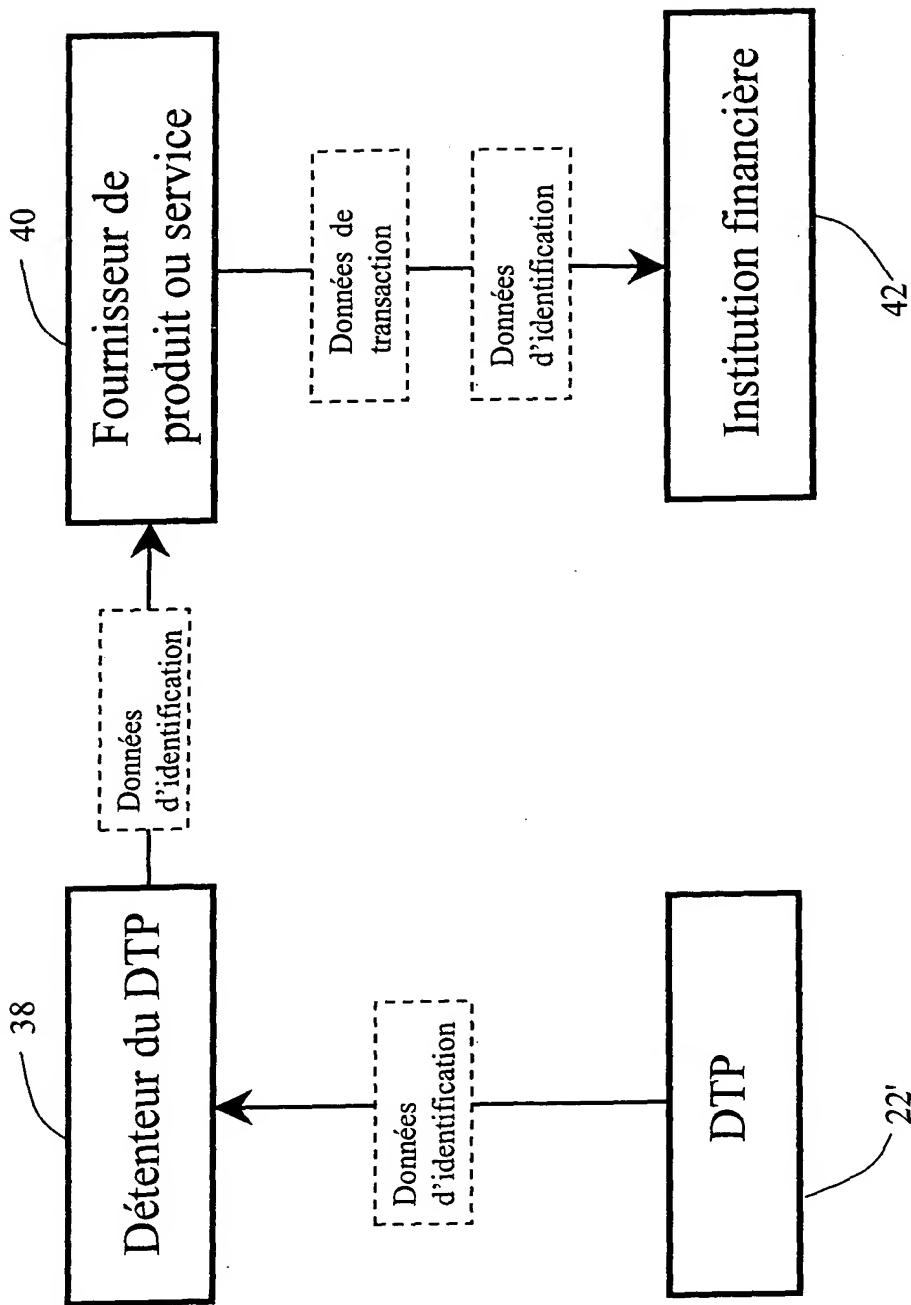 38
Détenteur du DTP
Données
d'identification
40
Fournisseur de
produit ou service
Données
d'identification
DTP
22'
Données de
transaction
Données
d'identification
Institution financière
42